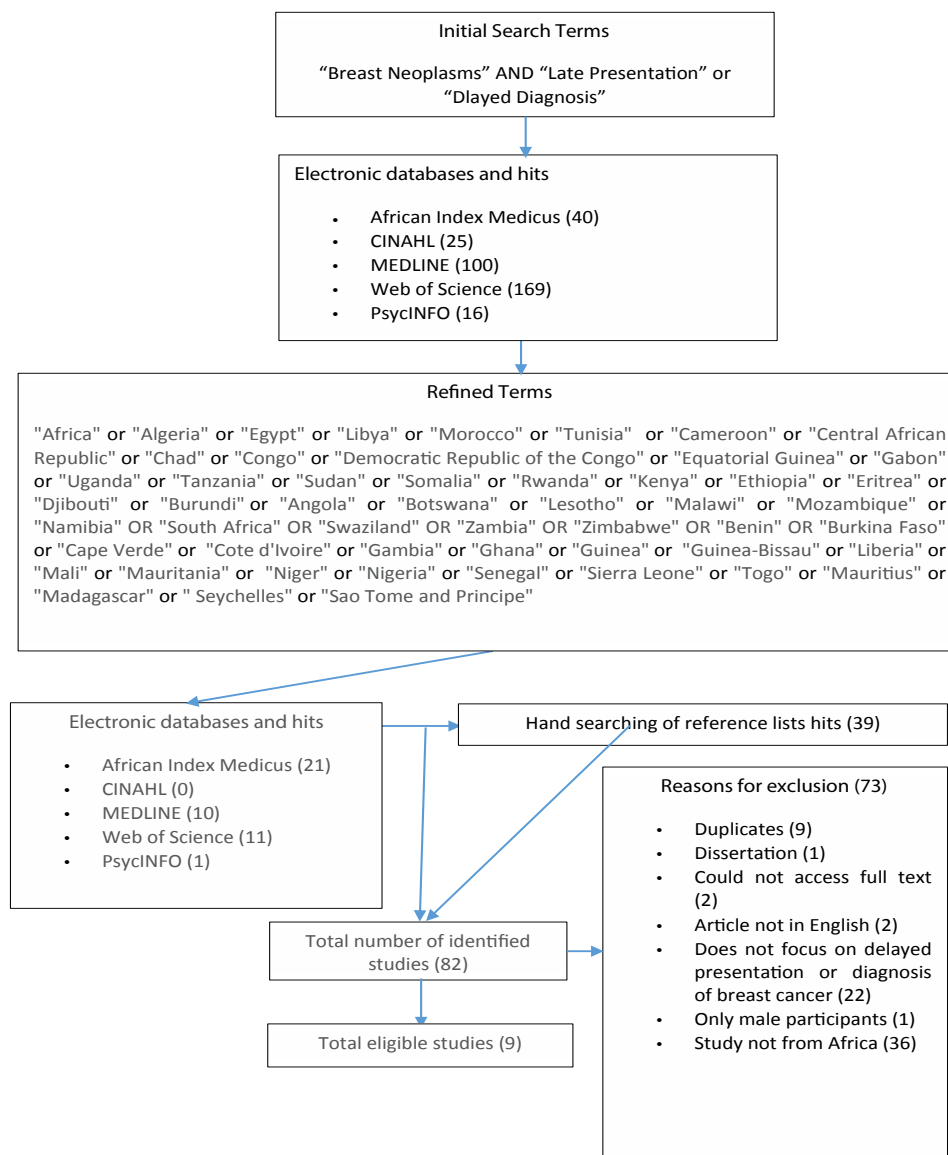 Initial Search Terms
“Breast Neoplasms” AND “Late Presentation” or
“Dlayed Diagnosis”
Electronic databases and hits
• African Index Medicus (40)
• CINAHL (25)
• MEDLINE (100)
• Web of Science (169)
• PsycINFO (16)
Refined Terms
"Africa" or "Algeria" or "Egypt" or "Libya" or "Morocco" or "Tunisia" or "Cameroon" or "Central African
Republic" or "Chad" or "Congo" or "Democratic Republic of the Congo" or "Equatorial Guinea" or "Gabon"
or "Uganda" or "Tanzania" or "Sudan" or "Somalia" or "Rwanda" or "Kenya" or "Ethiopia" or "Eritrea" or
"Djibouti" or "Burundi" or "Angola" or "Botswana" or "Lesotho" or "Malawi" or "Mozambique" or
"Namibia" OR "South Africa" OR "Swaziland" OR "Zambia" OR "Zimbabwe" OR "Benin" OR "Burkina Faso"
or "Cape Verde" or "Cote d'Ivoire" or "Gambia" or "Ghana" or "Guinea" or "Guinea-Bissau" or "Liberia" or
"Mali" or "Mauritania" or "Niger" or "Nigeria" or "Senegal" or "Sierra Leone" or "Togo" or "Mauritius" or
"Madagascar" or " Seychelles" or "Sao Tome and Principe"
Electronic databases and hits
• African Index Medicus (21)
• CINAHL (0)
• MEDLINE (10)
• Web of Science (11)
• PsycINFO (1)
Hand searching of reference lists hits (39)
Reasons for exclusion (73)
• Duplicates (9)
• Dissertation (1)
• Could not access full text
(2)
• Article not in English (2)
• Does not focus on delayed
presentation or diagnosis
of breast cancer (22)
• Only male participants (1)
• Study not from Africa (36)
Total number of identified
studies (82)
Total eligible studies (9)